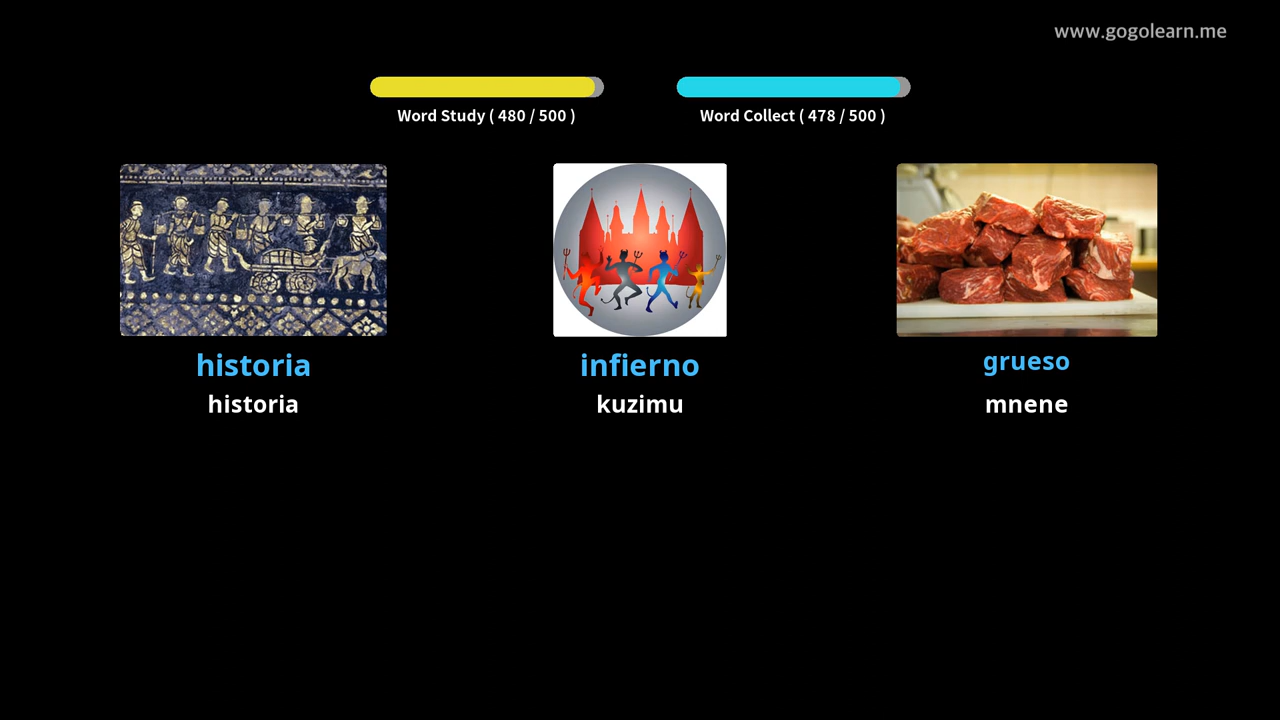 www.gogolearn.me
Word Study ( 480 / 500 )
Word Collect ( 478 / 500 )
historia
historia
infierno
kuzimu
grueso
mnene